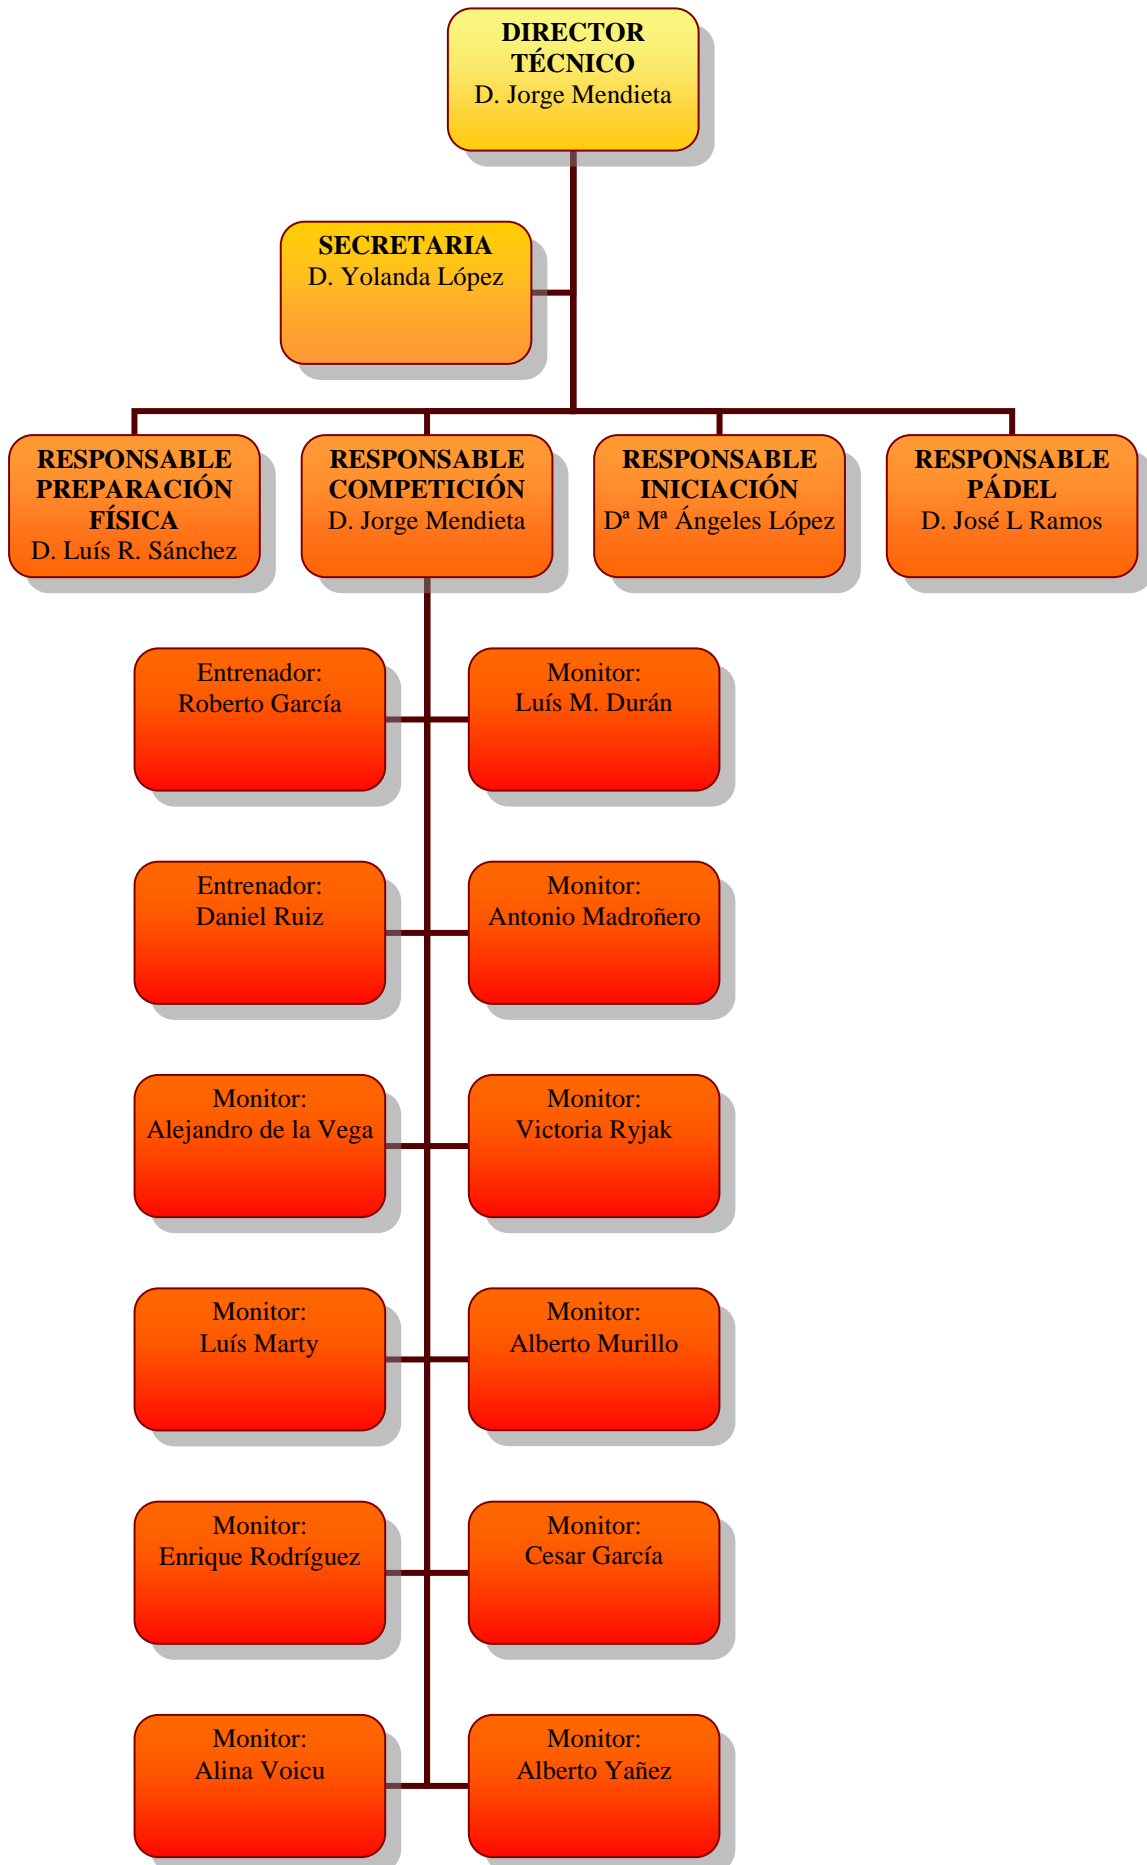 DIRECTOR
TÉCNICO
D. Jorge Mendieta
SECRETARIA
D. Yolanda López
RESPONSABLE
PREPARACIÓN
FÍSICA
D. Luís R. Sánchez
RESPONSABLE
COMPETICIÓN
D. Jorge Mendieta
RESPONSABLE
INICIACIÓN
Dª Mª Ángeles López
RESPONSABLE
PÁDEL
D. José L Ramos
Entrenador:
Roberto García
Monitor:
Luís M. Durán
Entrenador:
Daniel Ruiz
Monitor:
Antonio Madroñero
Monitor:
Alejandro de la Vega
Monitor:
Victoria Ryjak
Monitor:
Luís Marty
Monitor:
Alberto Murillo
Monitor:
Enrique Rodríguez
Monitor:
Cesar García
Monitor:
Alina Voicu
Monitor:
Alberto Yañez